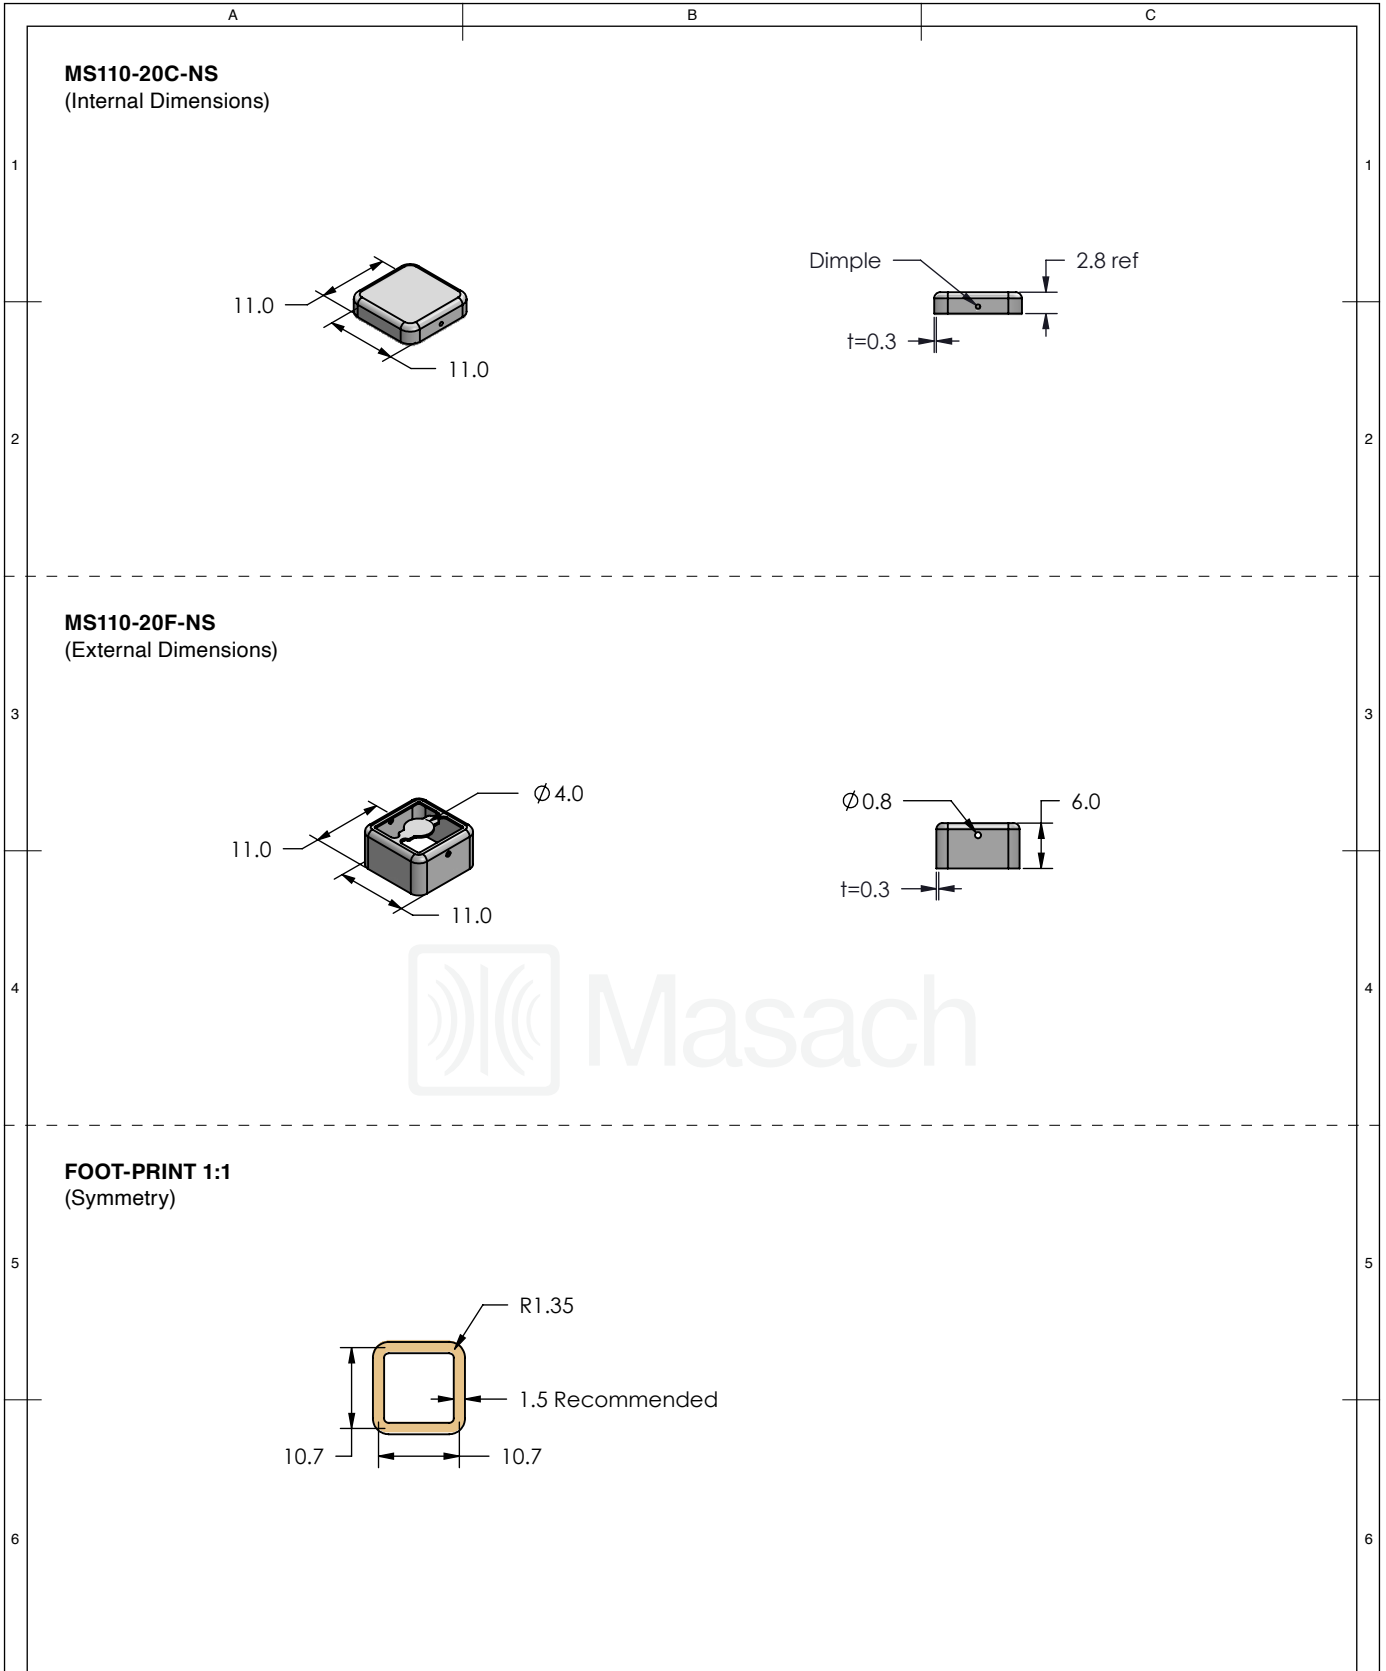 A B C
MS110-20C-NS
(Internal Dimensions)
1 1
Dimple 2.8 ref
11.0
t=0.3
11.0
2 2
MS110-20F-NS
(External Dimensions)
3 3
Ø4.0
Ø0.8 6.0
11.0
t=0.3
11.0
4 4
Masach
FOOT-PRINT 1:1
(Symmetry)
5 5
R1.35
1.5 Recommended
10.7 10.7
6 6